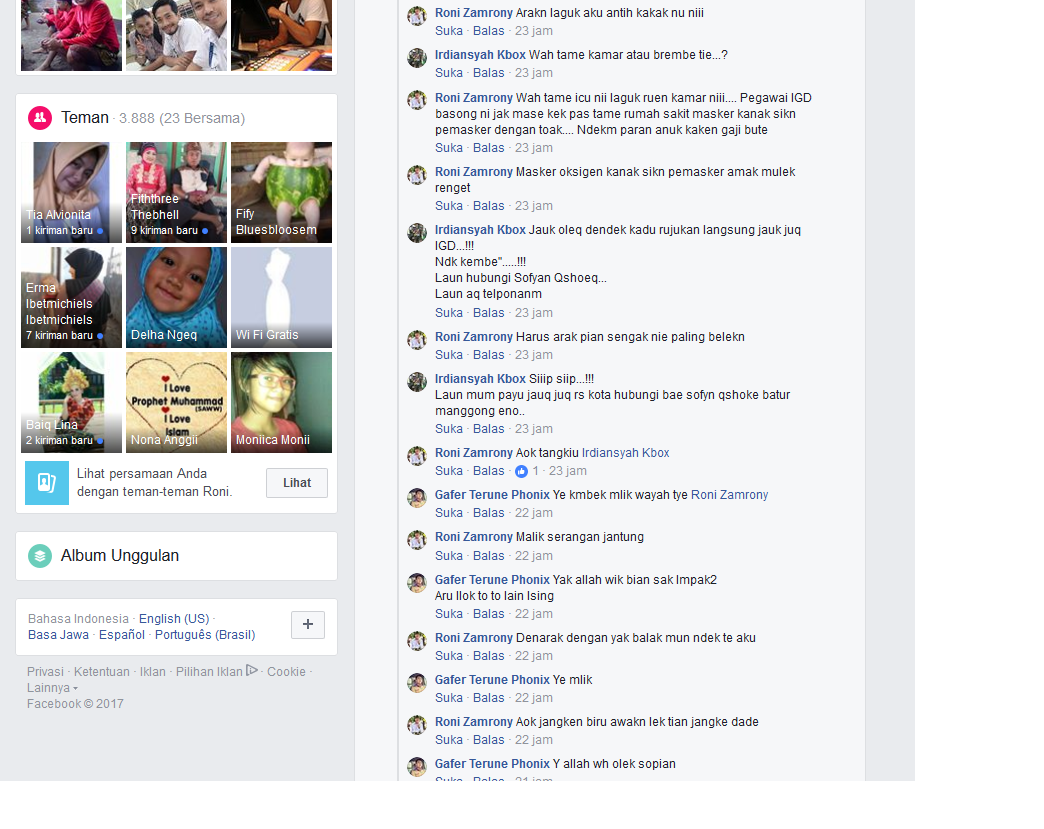 Teman · 3.888 (23 Bersama)
Tia Alvionita
1 kiriman baru
Fiththree
Thebhell
9 kiriman baru
Fify
Bluesbloosem
Erma
Ibetmichiels
Ibetmichiels
7 kiriman baru
Delha Ngeq
Wi Fi Gratis
Baiq Lina
2 kiriman baru
I Love
Prophet Muhammad
(SAWW)
I Love
Islam
Nona Anggii
Moniica Monii
Lihat persamaan Anda
dengan teman-teman Roni.
Lihat
Album Unggulan
Bahasa Indonesia · English (US) ·
Basa Jawa · Español · Português (Brasil)
+
Privasi · Ketentuan · Iklan · Pilihan Iklan · Cookie ·
Lainnya
Facebook © 2017
Roni Zamrony Arakn laguk aku antih kakak nu niii
Suka · Balas · 23 jam
Irdiansyah Kbox Wah tame kamar atau brembe tie...?
Suka · Balas · 23 jam
Roni Zamrony Wah tame icu nii laguk ruen kamar niii.... Pegawai IGD
basong ni jak mase kek pas tame rumah sakit masker kanak sikn
pemasker dengan toak.... Ndekm paran anuk kaken gaji bute
Suka · Balas · 23 jam
Roni Zamrony Masker oksigen kanak sikn pemasker amak mulek
renget
Suka · Balas · 23 jam
Irdiansyah Kbox Jauk oleq dendek kadu rujukan langsung jauk juq
IGD...!!!
Ndk kembe".....!!!
Laun hubungi Sofyan Qshoeq...
Laun aq telponanm
Suka · Balas · 23 jam
Roni Zamrony Harus arak pian sengak nie paling belekn
Suka · Balas · 23 jam
Irdiansyah Kbox Siiip siip...!!!
Laun mum payu jauq juq rs kota hubungi bae sofyn qshoke batur
manggong eno..
Suka · Balas · 23 jam
Roni Zamrony Aok tangkiu Irdiansyah Kbox
Suka · Balas · 1 · 23 jam
Gafer Terune Phonix Ye kmbek mlik wayah tye Roni Zamrony
Suka · Balas · 22 jam
Roni Zamrony Malik serangan jantung
Suka · Balas · 22 jam
Gafer Terune Phonix Yak allah wik bian sak lmpak2
Aru llok to to lain lsing
Suka · Balas · 22 jam
Roni Zamrony Denarak dengan yak balak mun ndek te aku
Suka · Balas · 22 jam
Gafer Terune Phonix Ye mlik
Suka · Balas · 22 jam
Roni Zamrony Aok jangken biru awakn lek tian jangke dade
Suka · Balas · 22 jam
Gafer Terune Phonix Y allah wh olek sopian
Suka · Balas · 21 jam